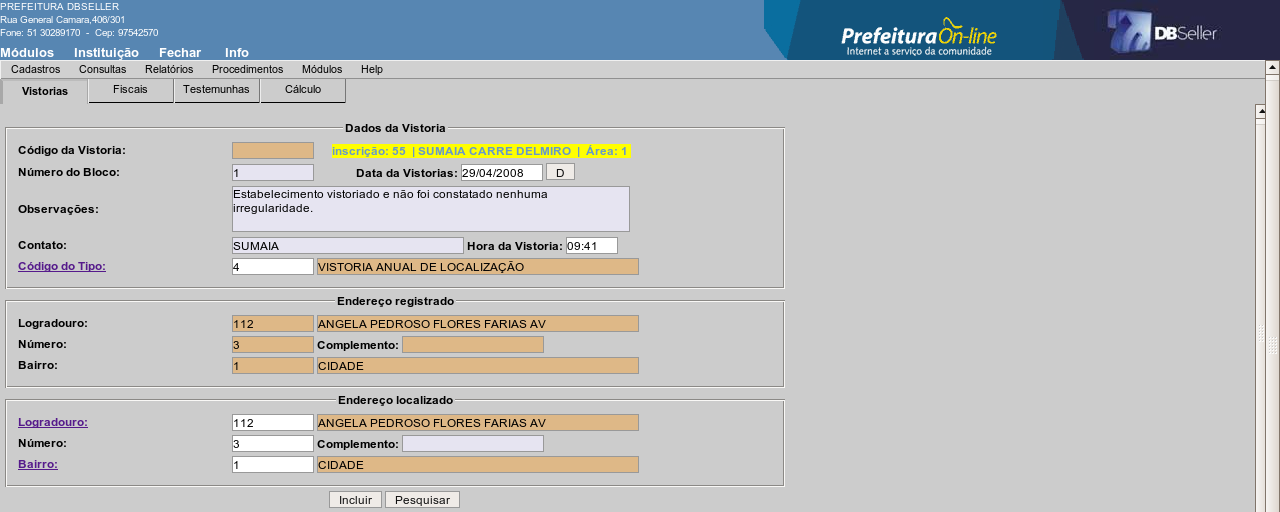 PREFEITURA DBSELLER
Rua General Camara,406/301
Fone: 51 30289170 - Cep: 97542570
Módulos Instituição Fechar Info
PrefeituraOn-line
Internet a serviço da comunidade
DBSeller
Cadastros Consultas Relatórios Procedimentos Módulos Help
Vistorias Fiscais Testemunhas Cálculo
Dados da Vistoria
Código da Vistoria: inscrição: 55 | SUMAIA CARRE DELMIRO | Área: 1
Número do Bloco: 1 Data da Vistorias: 29/04/2008 D
Observações: Estabelecimento vistoriado e não foi constatado nenhuma
irregularidade.
Contato: SUMAIA Hora da Vistoria: 09:41
Código do Tipo: 4 VISTORIA ANUAL DE LOCALIZAÇÃO
Endereço registrado
Logradouro: 112 ANGELA PEDROSO FLORES FARIAS AV
Número: 3 Complemento:
Bairro: 1 CIDADE
Endereço localizado
Logradouro: 112 ANGELA PEDROSO FLORES FARIAS AV
Número: 3 Complemento:
Bairro: 1 CIDADE
Incluir Pesquisar